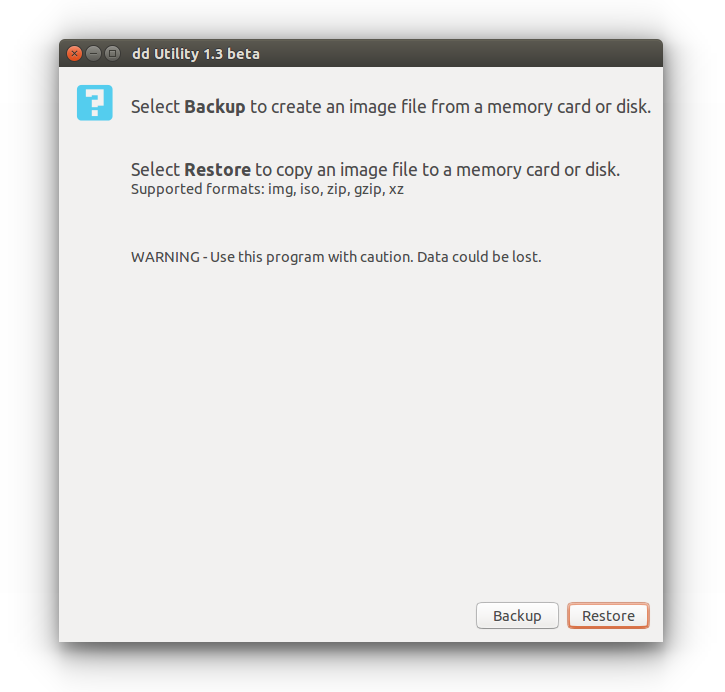 dd Utility 1.3 beta
Select Backup to create an image file from a memory card or disk.
Select Restore to copy an image file to a memory card or disk.
Supported formats: img, iso, zip, gzip, xz
WARNING - Use this program with caution. Data could be lost.
Backup
Restore